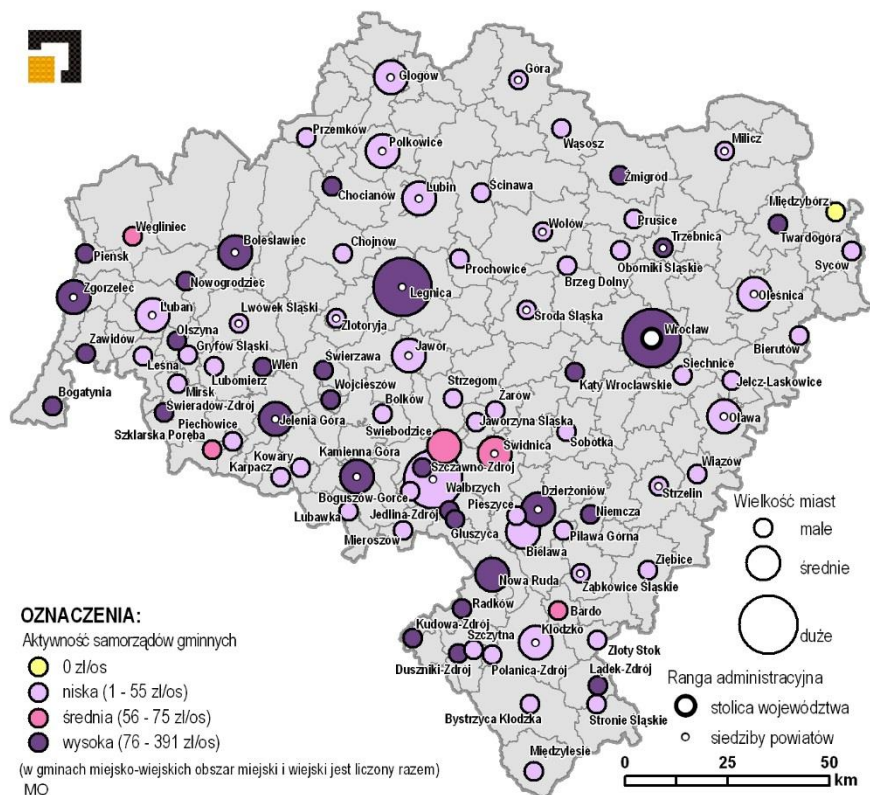 Głogów
Góra
Przemków
Polkowice
Wąsosz
Milicz
Chocianów
Lubin
Ścinawa
Żmigród
Międzybórz
Węgliniec
Bolesławiec
Wołów
Prusice
Twardogóra
Trzebnica
Pieńsk
Chojnów
Prochowice
Oborniki Śląskie
Syców
Nowogrodziec
Brzeg Dolny
Zgorzelec
Legnica
Oleśnica
Lubań
Lwówek Śląski
Złotoryja
Środa Śląska
Wrocław
Olszyna
Zawidów
Gryfów Śląski
Jawor
Bierutów
Leśna
Wleń
Świerzawa
Siechnice
Lubomierz
Kąty Wrocławskie
Jelcz-Laskowice
Mirsk
Wojcieszów
Strzegom
Bogatynia
Świeradów-Zdrój
Bolków
Żarów
Piechowice
Jelenia Góra
Jaworzyna Śląska
Oława
Szklarska Poręba
Świebodzice
Sobótka
Kowary
Kamienna Góra
Świdnica
Karpacz
Szczawno-Zdrój
Wiązów
Wałbrzych
Strzelin
Boguszów-Gorce
Dzierżoniów
Lubawka
Jedlina-Zdrój
Pieszyce
Niemcza
Mieroszów
Głuszyca
Piława Górna
Bielawa
Ziębice
Nowa Ruda
Ząbkowice Śląskie
Radków
Bardo
Kudowa-Zdrój
Szczytna
Kłodzko
Złoty Stok
Duszniki-Zdrój
Polanica-Zdrój
Lądek-Zdrój
Bystrzyca Kłodzka
Stronie Śląskie
Międzylesie
OZNACZENIA:
Aktywność samorządów gminnych
0 zl/os
niska (1 - 55 zl/os)
średnia (56 - 75 zl/os)
wysoka (76 - 391 zl/os)
(w gminach miejsko-wiejskich obszar miejski i wiejski jest liczony razem)
MO
Wielkość miast
małe
średnie
duże
Ranga administracyjna
stolica województwa
siedziby powiatów
0 25 50
km